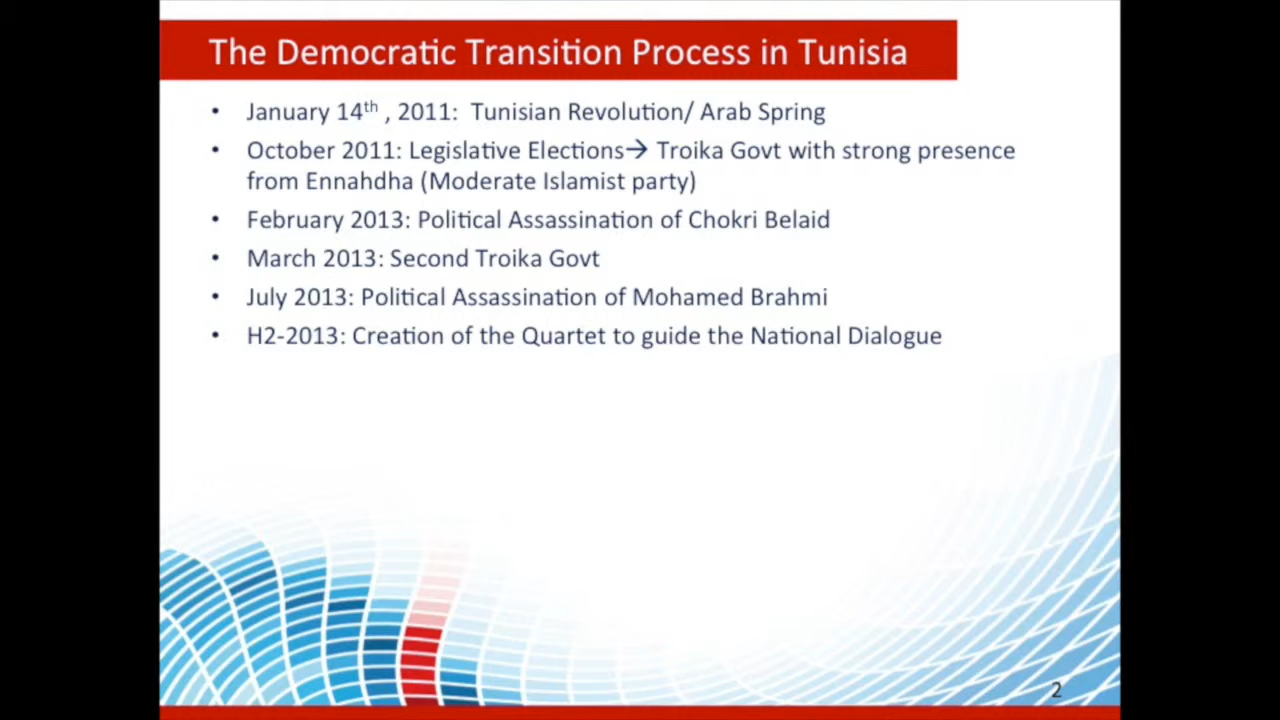 The Democratic Transition Process in Tunisia
• January 14th , 2011: Tunisian Revolution/ Arab Spring
• October 2011: Legislative Elections→ Troika Govt with strong presence
from Ennahdha (Moderate Islamist party)
• February 2013: Political Assassination of Chokri Belaid
• March 2013: Second Troika Govt
• July 2013: Political Assassination of Mohamed Brahmi
• H2-2013: Creation of the Quartet to guide the National Dialogue
2